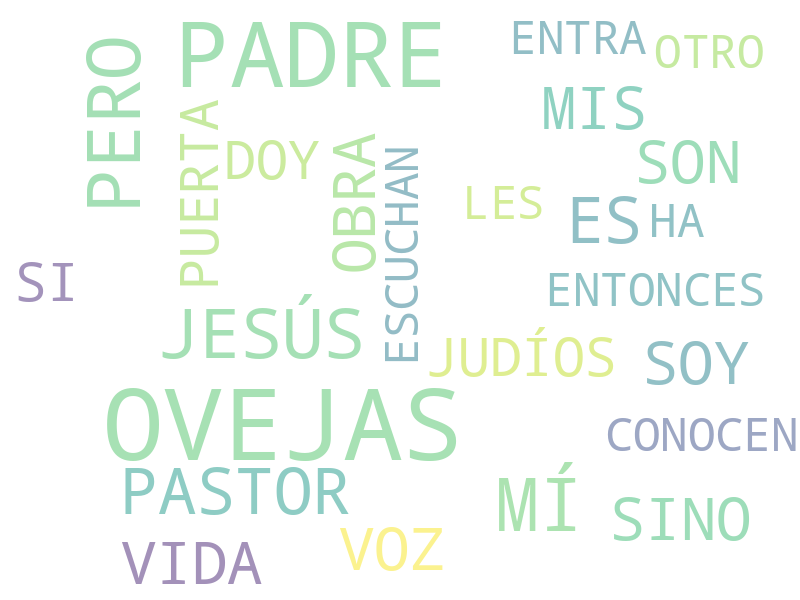 PADRE
ENTRA
OTRO
PERO
MIS
PUERTA
DOY
OBRA
ESCUCHAN
SON
LES
ES
HA
SI
ENTONCES
JESÚS
JUDÍOS
SOY
OVEJAS
CONOCEN
PASTOR
MÍ
SINO
VIDA
VOZ